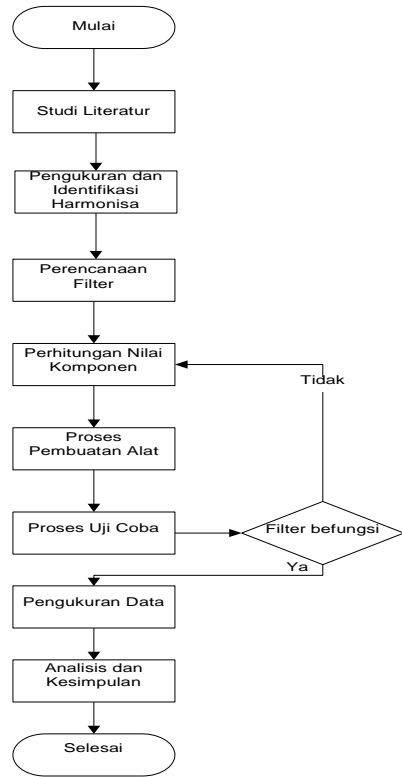 Mulai
Studi Literatur
Pengukuran dan
Identifikasi
Harmonisa
Perencanaan
Filter
Perhitungan Nilai
Komponen
Tidak
Proses
Pembuatan Alat
Proses Uji Coba
Filter befungsi
Ya
Pengukuran Data
Analisis dan
Kesimpulan
Selesai